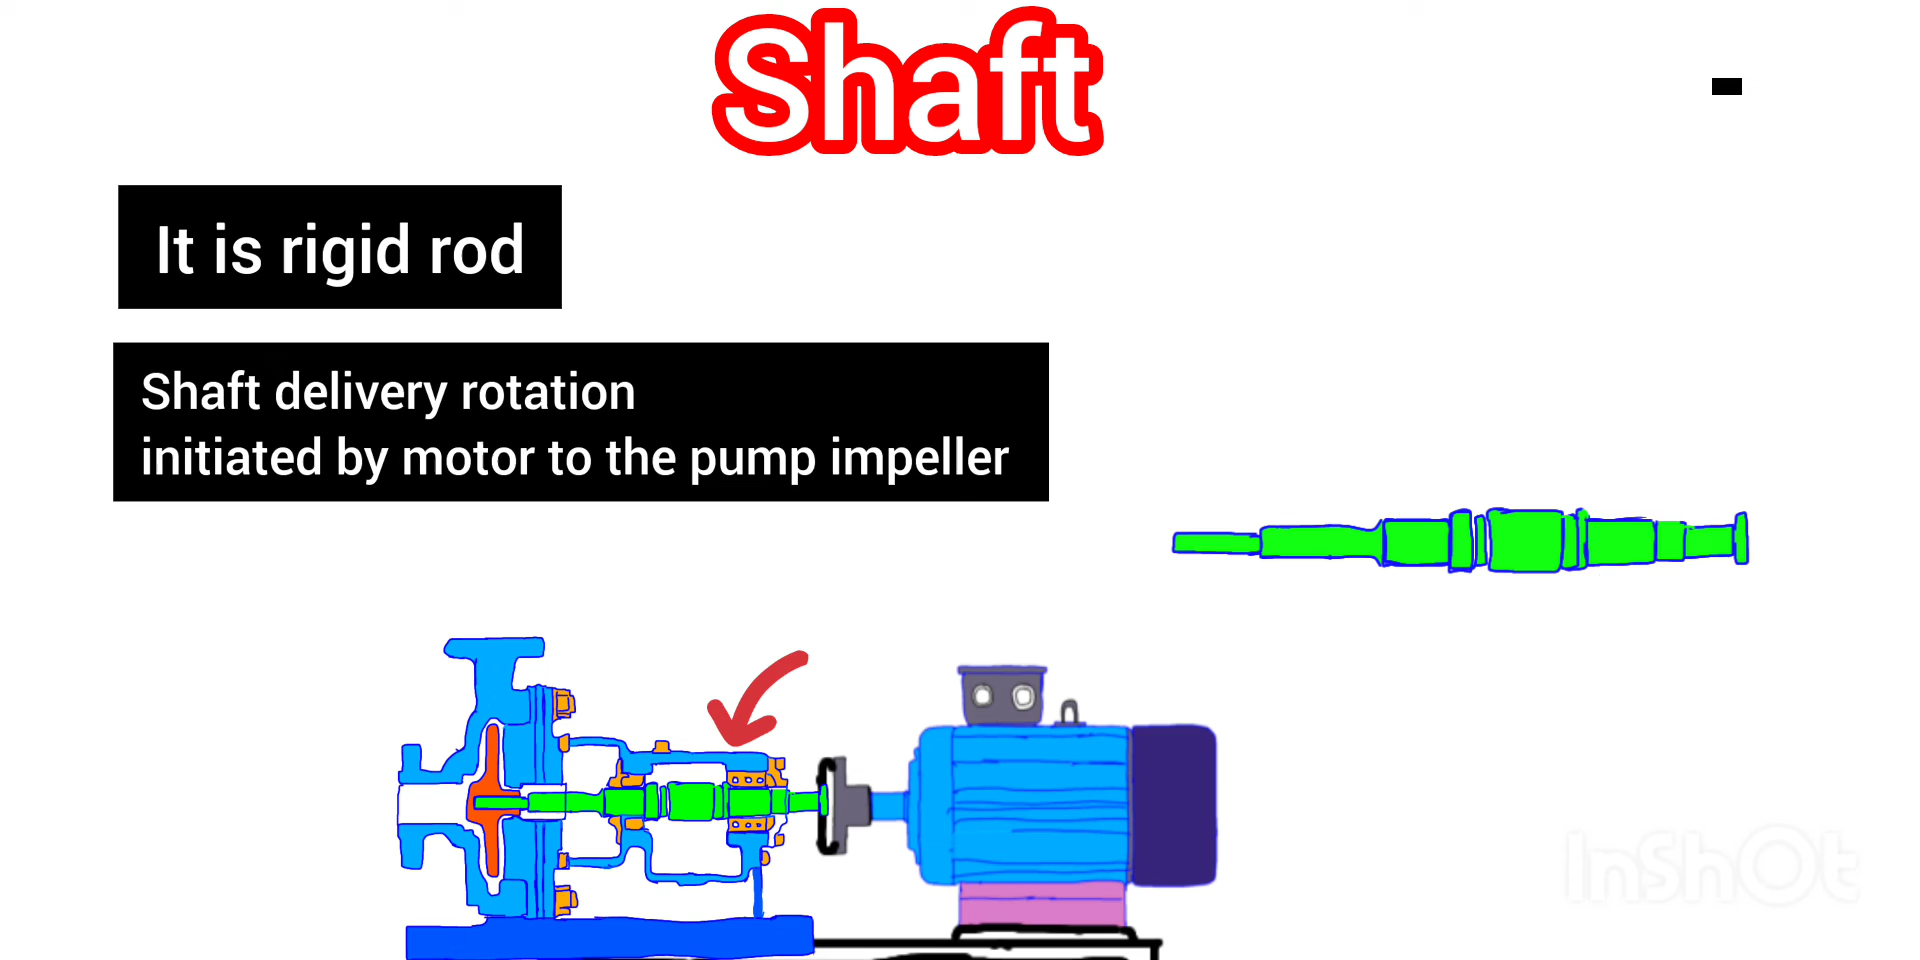 Shaft
It is rigid rod
Shaft delivery rotation
initiated by motor to the pump impeller
InShOt